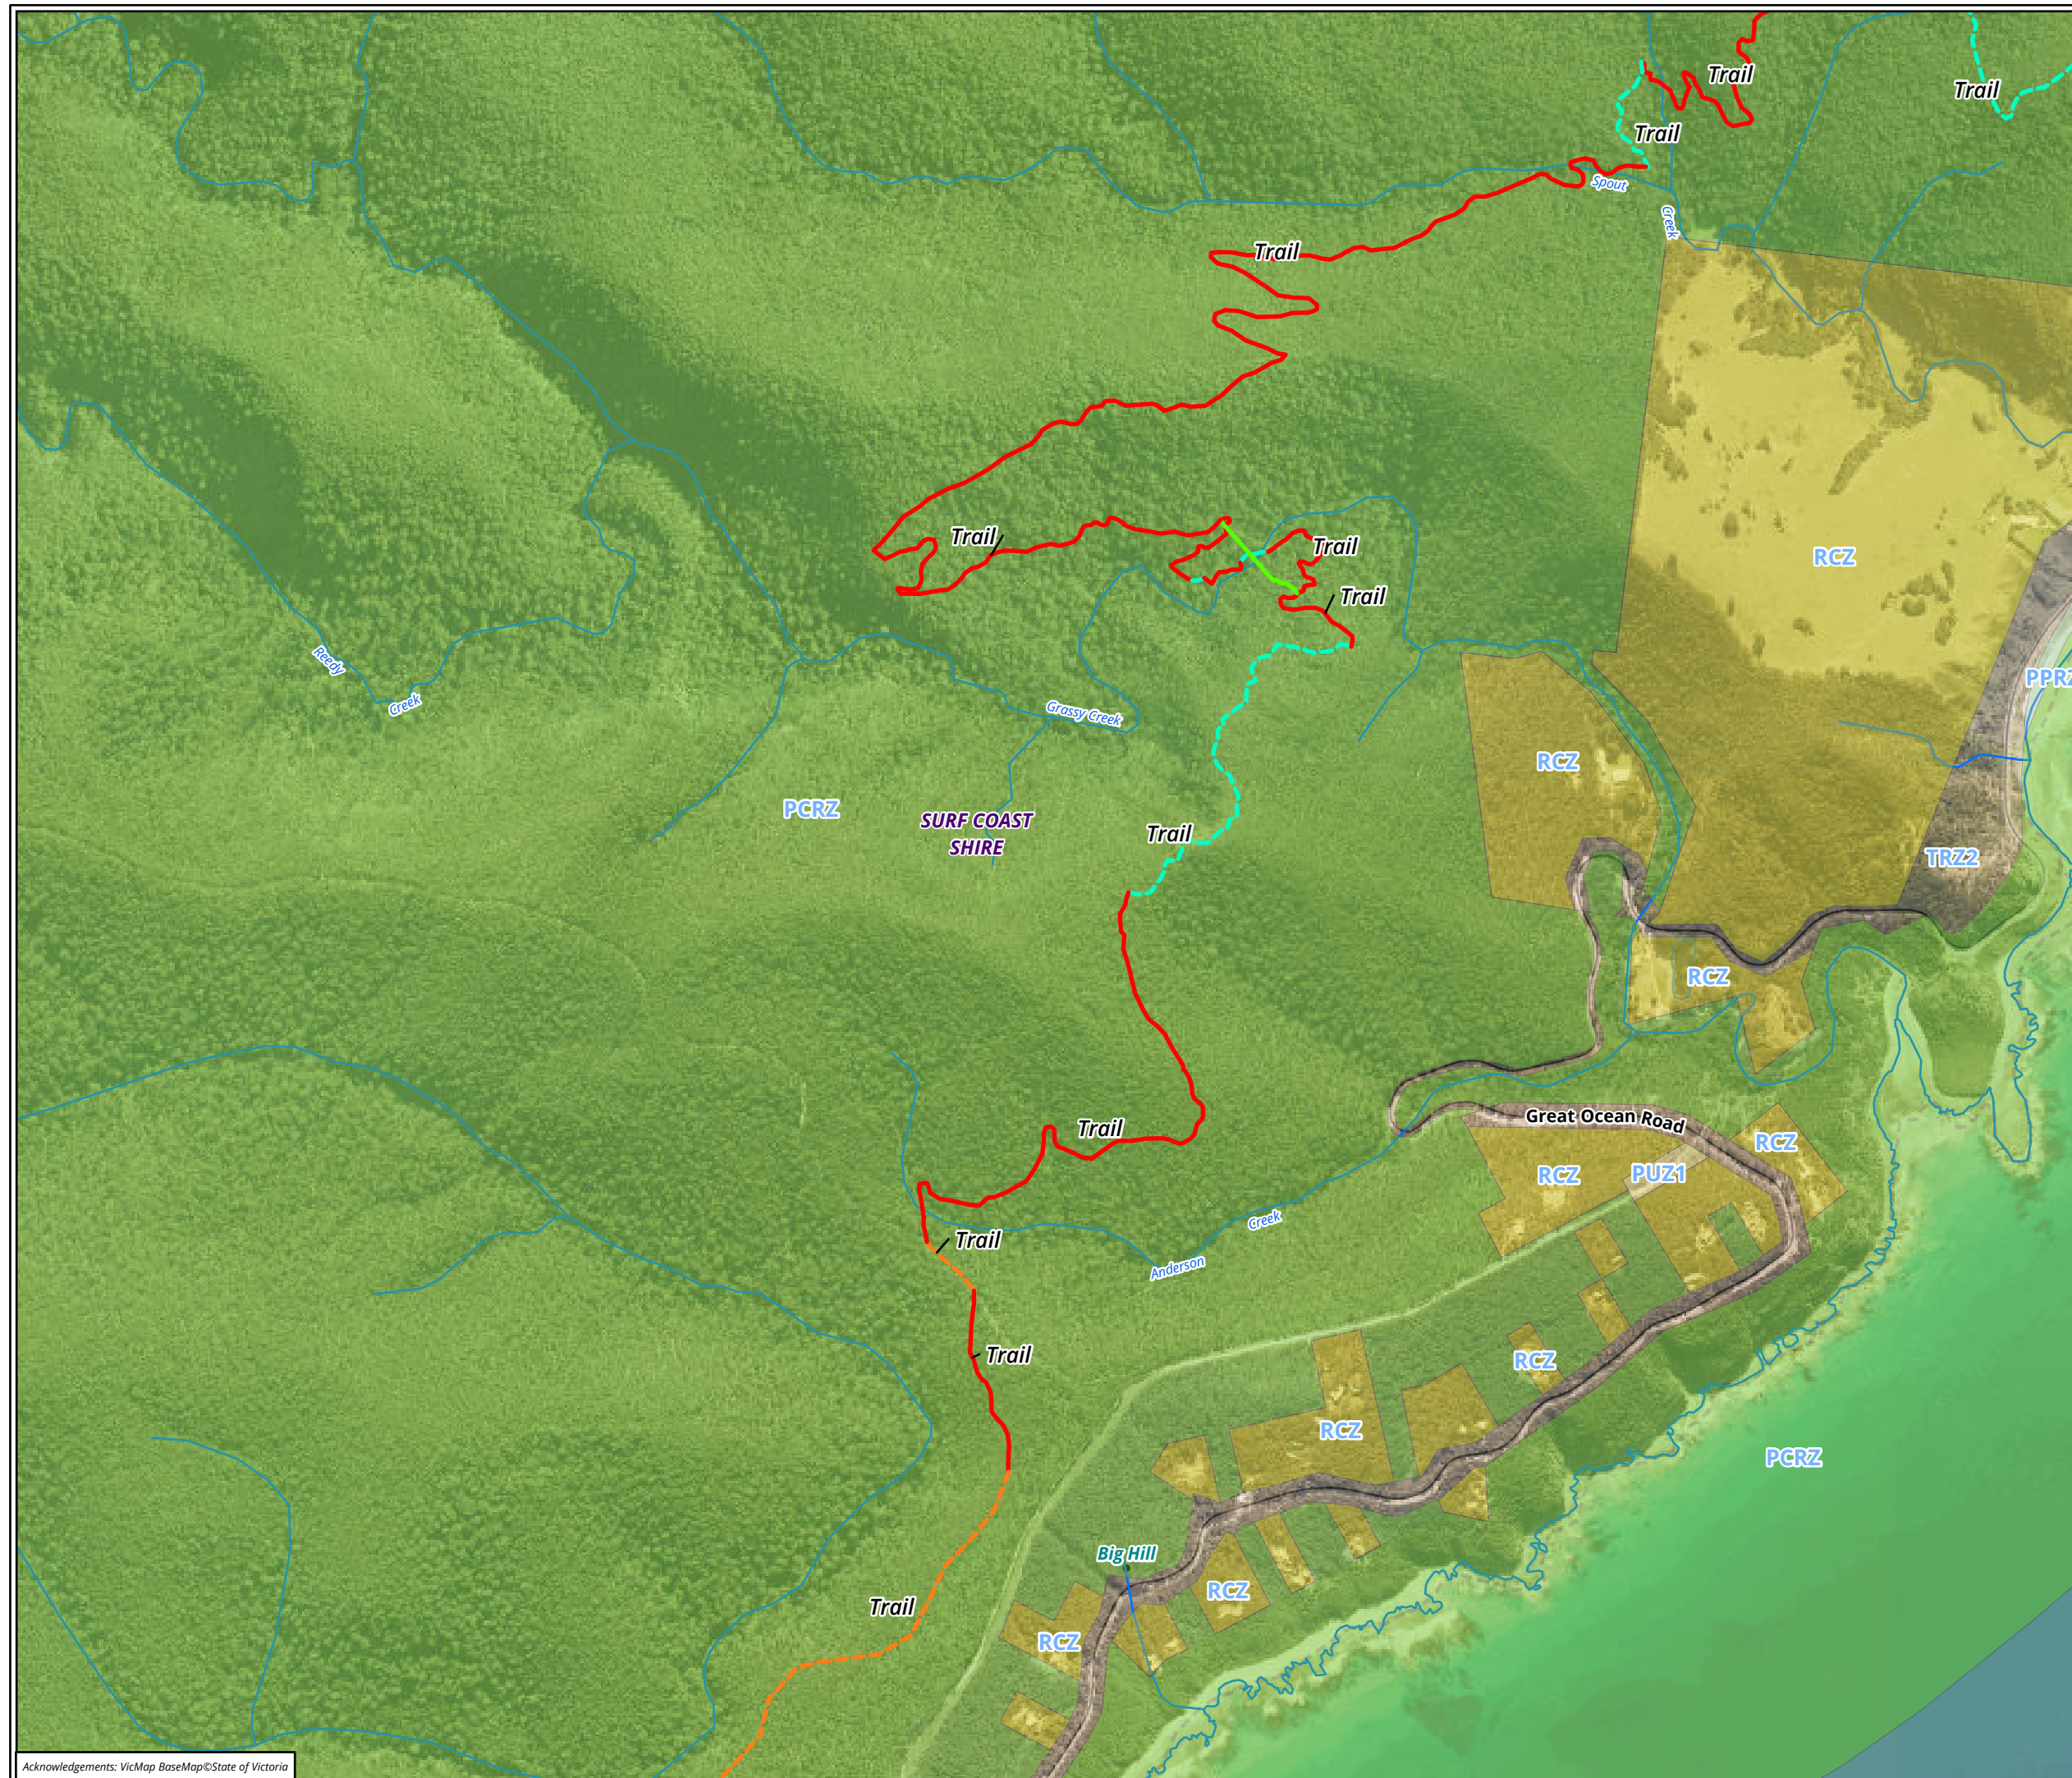 Trail
Trail
Trail
Spout
Creek
Trail
Trail
Trail
RCZ
Trail
Reedy
Creek
PPRZ
Grassy Creek
RCZ
PCRZ
SURF COAST
SHIRE
Trail
TRZ2
RCZ
Great Ocean Road
Trail
RCZ
RCZ
PUZ1
Creek
Trail
Anderson
Trail
RCZ
RCZ
PCRZ
Big Hill
RCZ
Trail
RCZ
Acknowledgements: VicMap BaseMap©State of Victoria